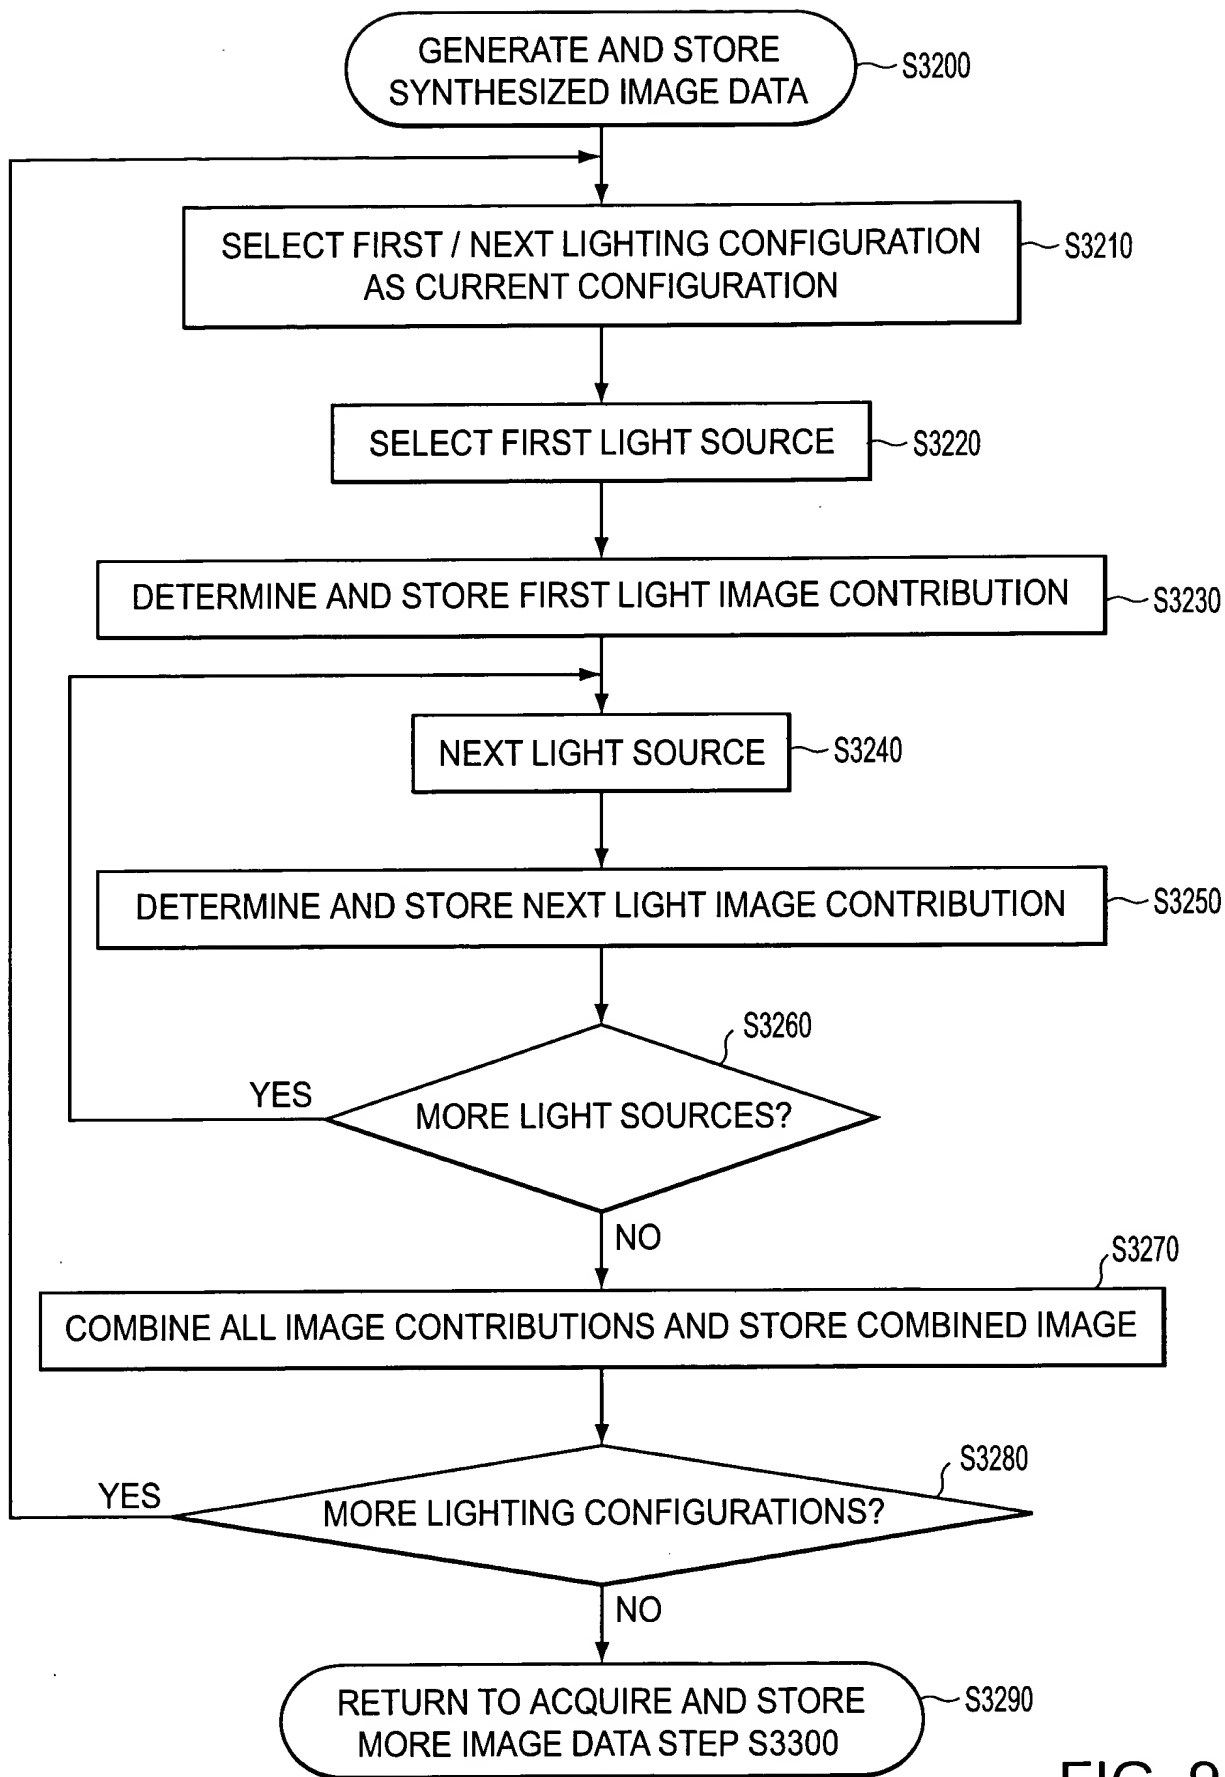 GENERATE AND STORE
SYNTHESIZED IMAGE DATA
S3200
SELECT FIRST / NEXT LIGHTING CONFIGURATION
AS CURRENT CONFIGURATION
S3210
SELECT FIRST LIGHT SOURCE
S3220
DETERMINE AND STORE FIRST LIGHT IMAGE CONTRIBUTION
S3230
NEXT LIGHT SOURCE
S3240
DETERMINE AND STORE NEXT LIGHT IMAGE CONTRIBUTION
S3250
S3260
YES
MORE LIGHT SOURCES?
NO
S3270
COMBINE ALL IMAGE CONTRIBUTIONS AND STORE COMBINED IMAGE
S3280
YES
MORE LIGHTING CONFIGURATIONS?
NO
RETURN TO ACQUIRE AND STORE
MORE IMAGE DATA STEP S3300
S3290
FIG.